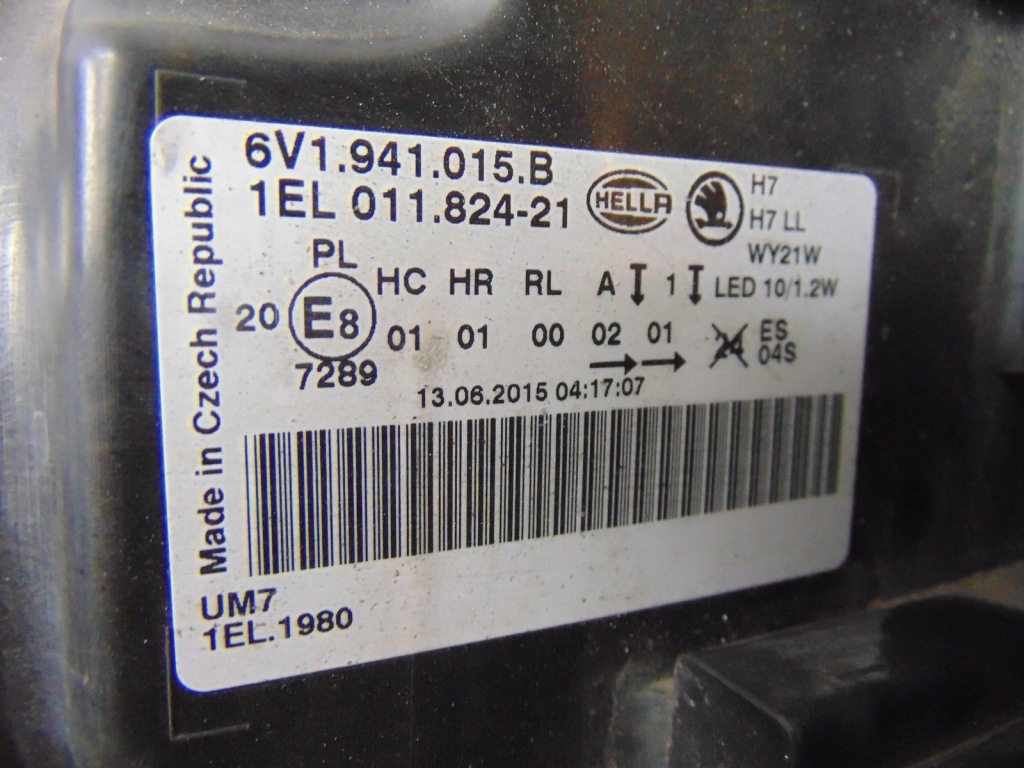 6V1.941.015.B
1EL 011.824-21
HELLA
H7
H7 LL
WY21W
LED 10/1.2W
PL
HC HR RL A 1
20 E8 01 01 00 02 01 24 ES
04S
7289
13.06.2015 04:17:07
Made in Czech Republic
UM7
1EL.1980